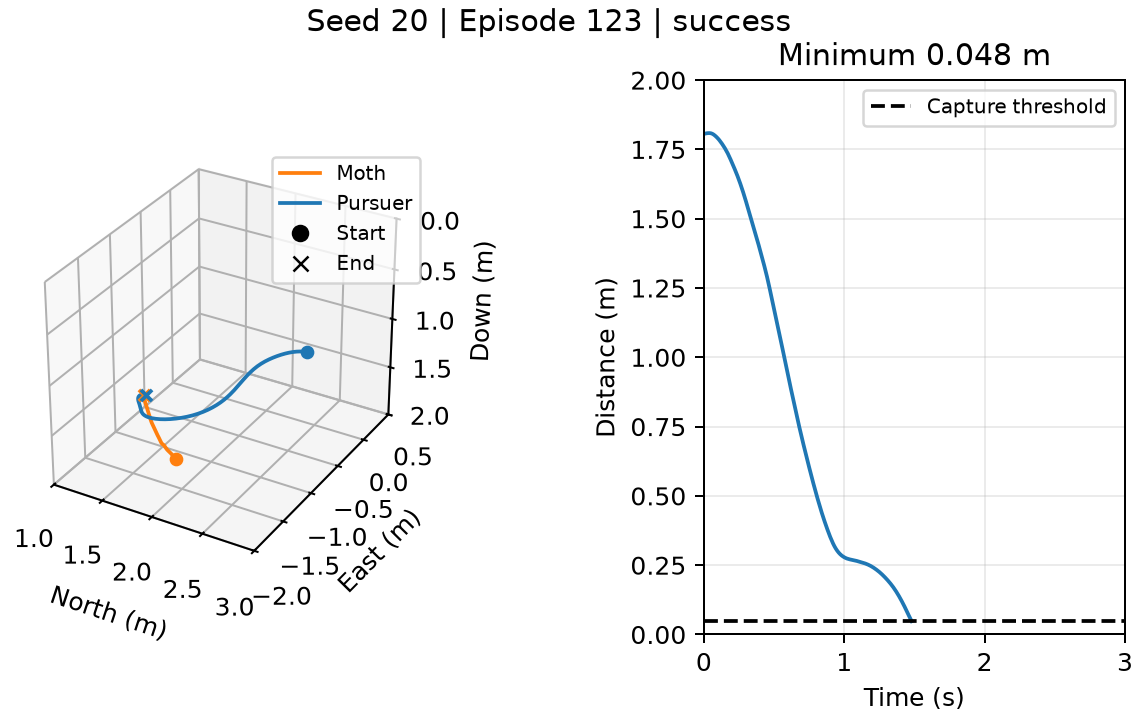 Seed 20 | Episode 123 | success
Moth
Pursuer
Start
End
0.0
0.5
1.0
1.5
2.0
Down (m)
1.0
1.5
2.0
2.5
3.0
North (m)
−2.0
−1.5
−1.0
−0.5
0.0
0.5
East (m)
Minimum 0.048 m
Capture threshold
2.00
1.75
1.50
1.25
1.00
0.75
0.50
0.25
0.00
Distance (m)
0
1
2
3
Time (s)